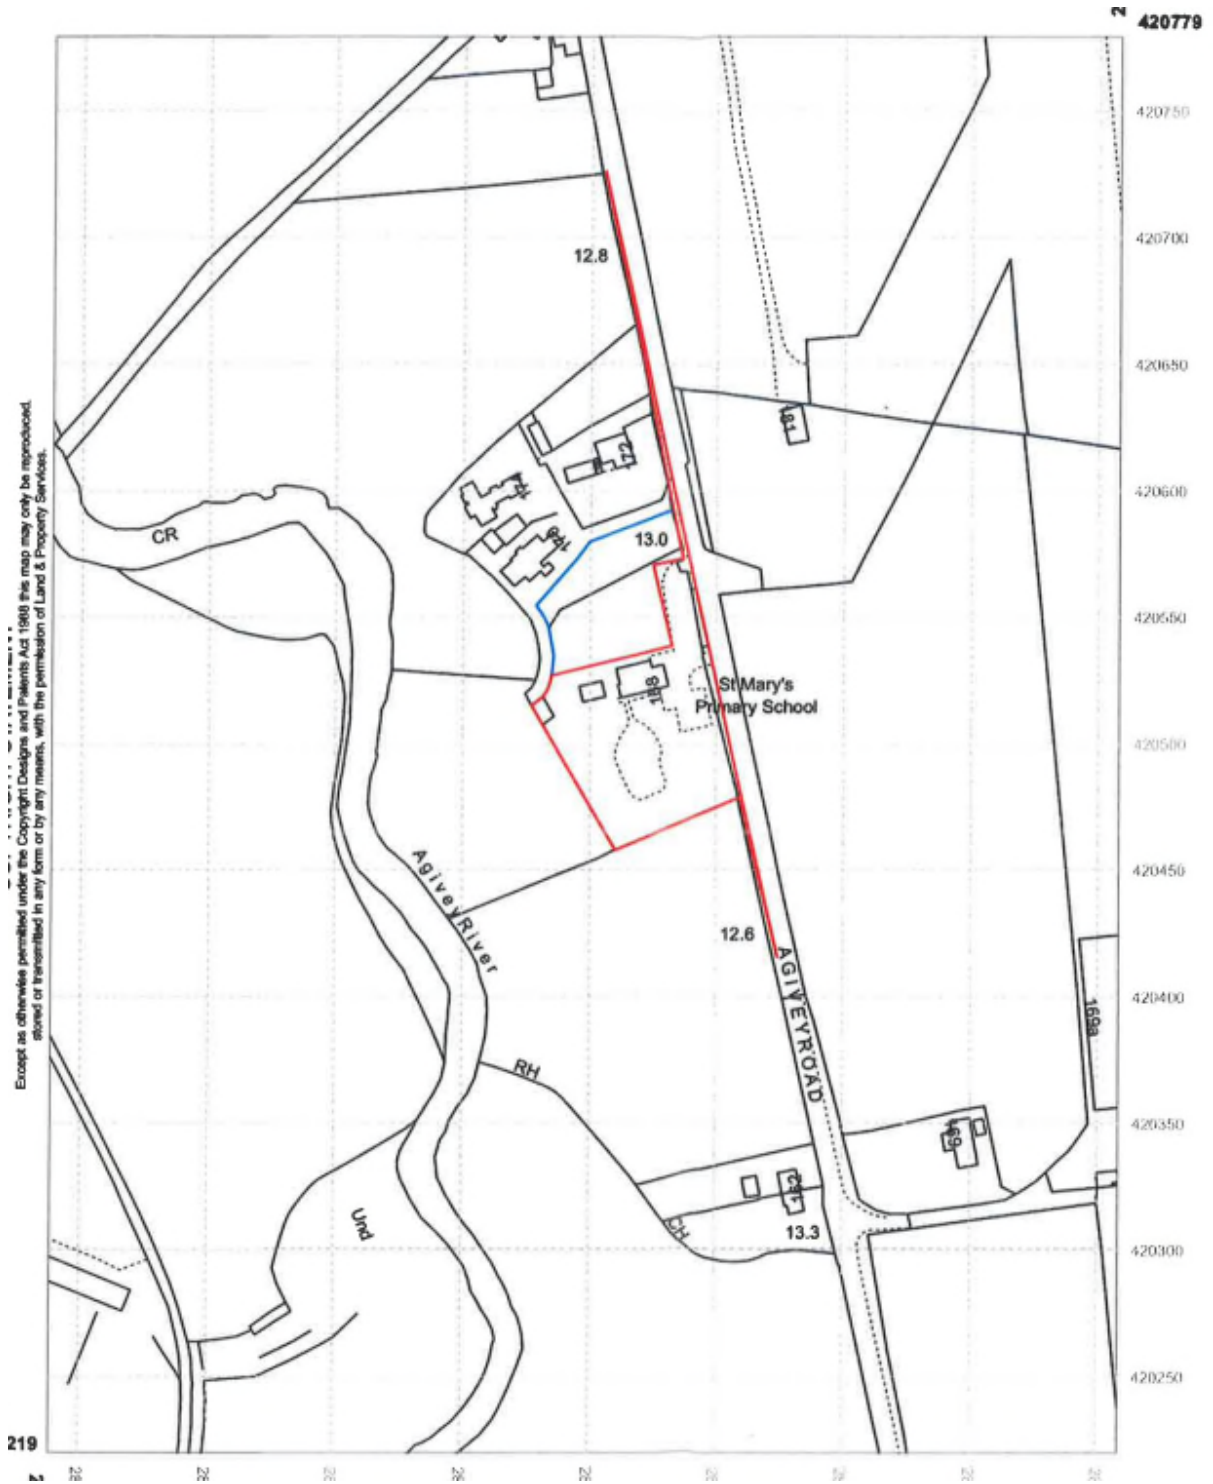 420779
420750
420700
12.8
420650
181
420600
172
174
13.0
CR
420550
St Mary's
Primary School
168
420500
Except as otherwise permitted under the Copyright Designs and Patents Act 1988 this map may only be reproduced,
stored or transmitted in any form or by any means, with the permission of Land & Property Services.
420450
Agivey River
12.6
AGIVEY ROAD
420400
169a
RH
420350
169
162
CH
13.3
Und
420300
420250
219